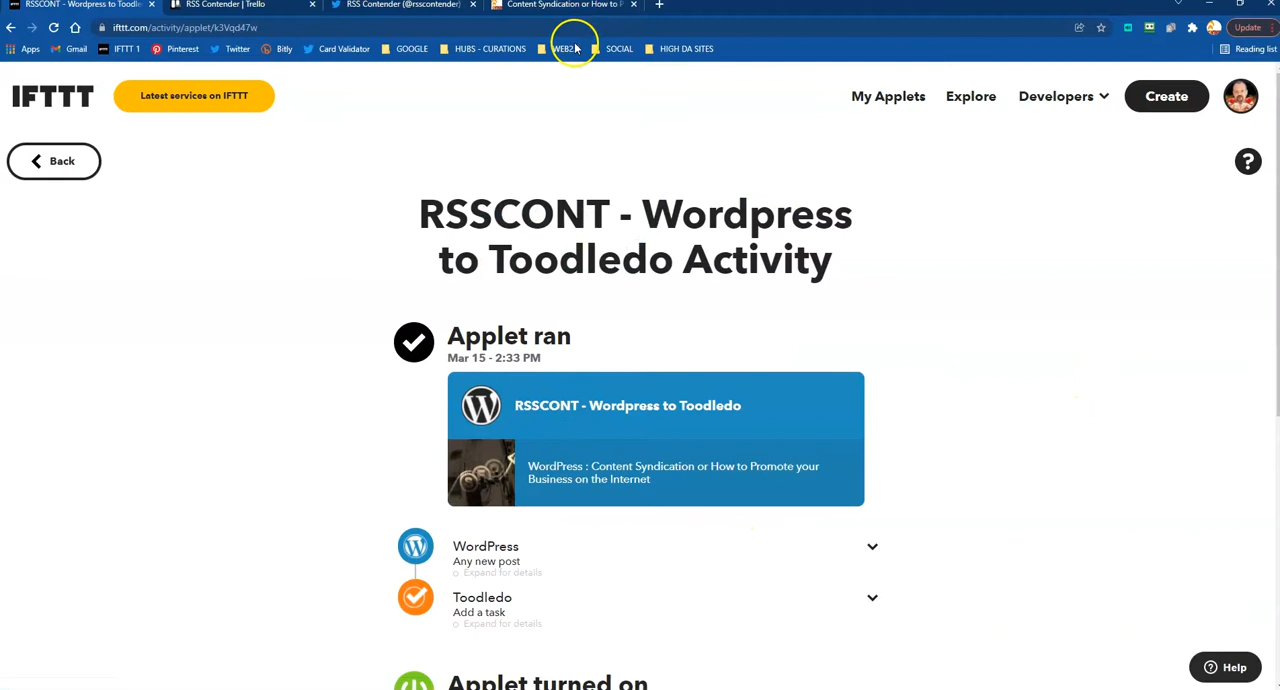 RSSCONT - Wordpress to Toodle
RSS Contender | Trello
RSS Contender (@rsscontender)
Content Syndication or How to P
ifttt.com/activity/applet/k3Vqd47w
Update
Apps
Gmail
IFTTT 1
Pinterest
Twitter
Bitly
Card Validator
GOOGLE
HUBS - CURATIONS
WEB2
SOCIAL
HIGH DA SITES
Reading list
IFTTT
Latest services on IFTTT
My Applets
Explore
Developers
Create
Back
?
RSSCONT - Wordpress
to Toodledo Activity
Applet ran
Mar 15 - 2:33 PM
RSSCONT - Wordpress to Toodledo
WordPress : Content Syndication or How to Promote your
Business on the Internet
WordPress
Any new post
Expand for details
Toodledo
Add a task
Expand for details
Applet turned on
Help